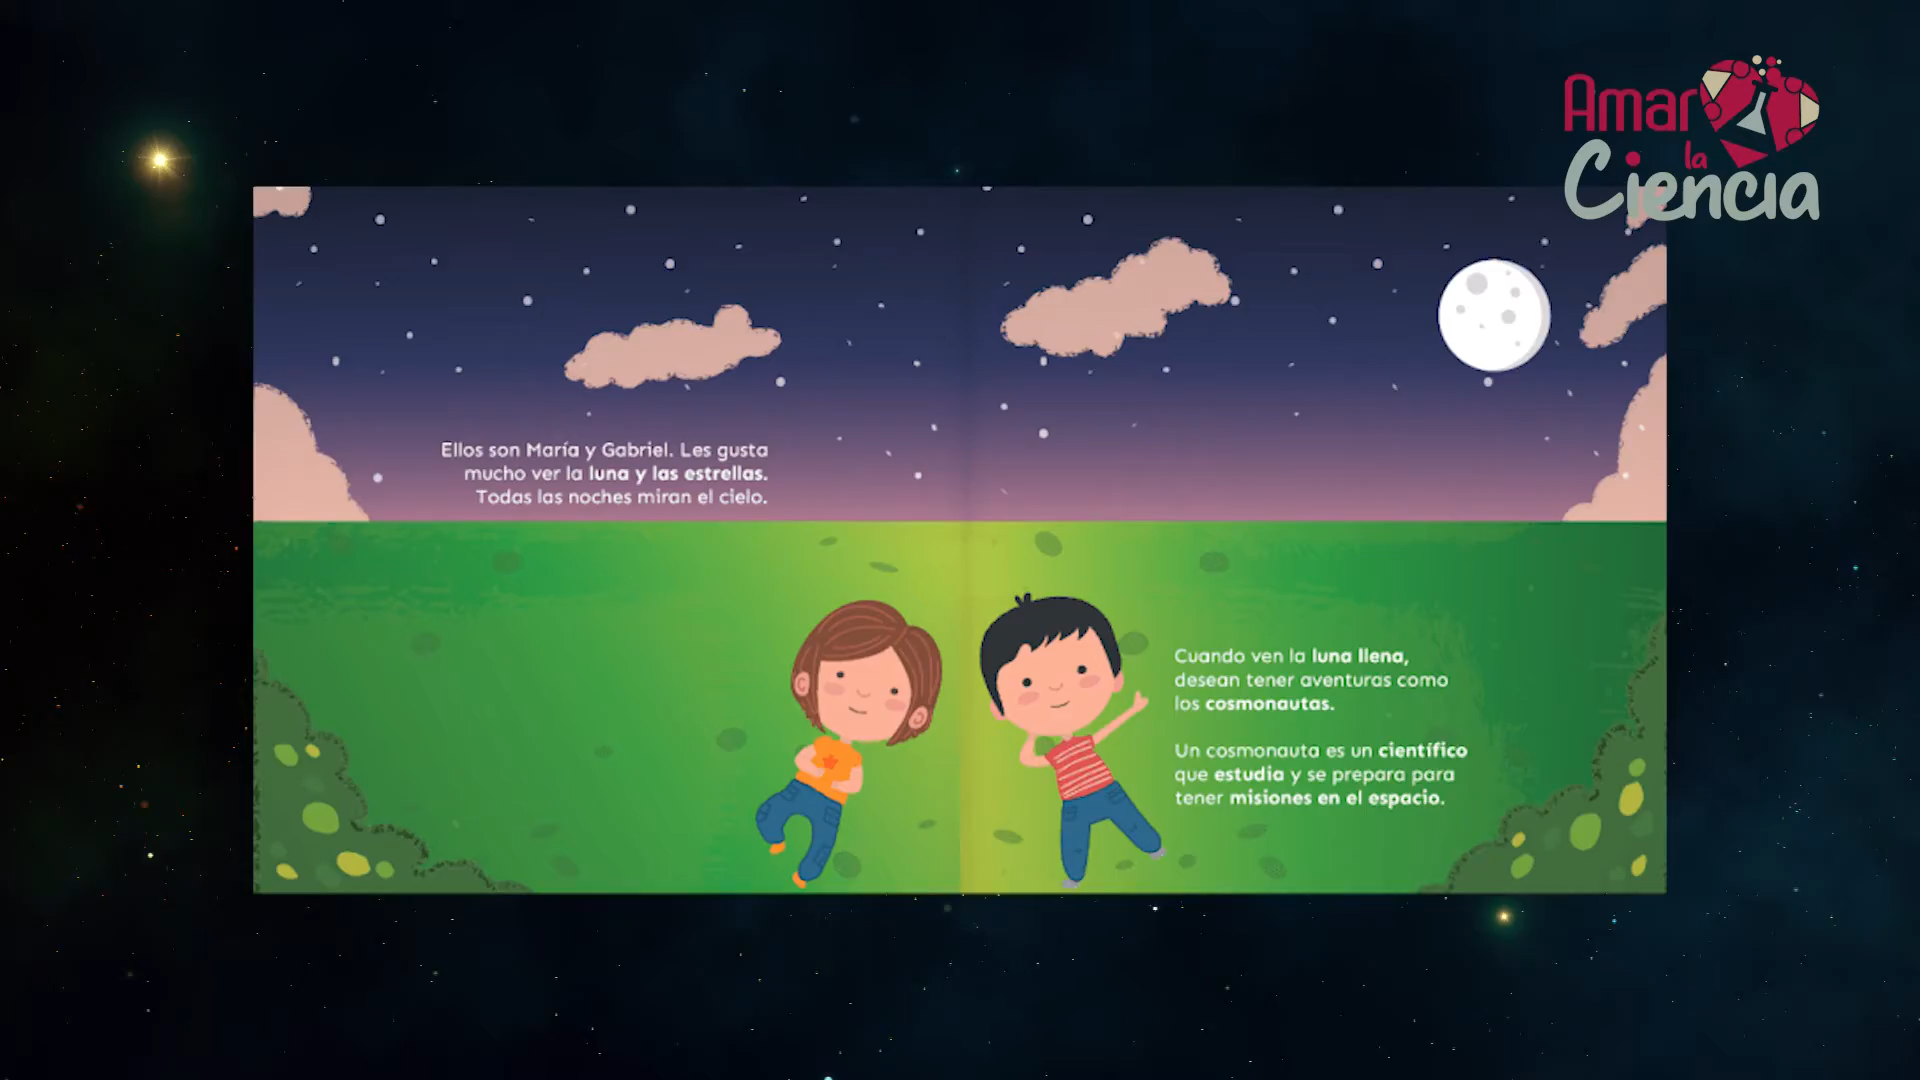 Amar
la
Ciencia
Ellos son María y Gabriel. Les gusta
mucho ver la luna y las estrellas.
Todas las noches miran el cielo.
Cuando ven la luna llena,
desean tener aventuras como
los cosmonautas.
Un cosmonauta es un científico
que estudia y se prepara para
tener misiones en el espacio.